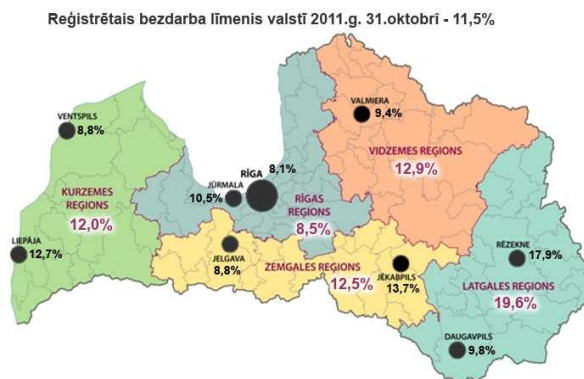 Reģistrētais bezdarba līmenis valstī 2011.g. 31.oktobrī - 11,5%
VENTSPILS
8,8%
VALMIERA
9,4%
RĪGA
8,1%
VIDZEMES REĢIONS
12,9%
JŪRMALA
10,5%
KURZEMES
REĢIONS
12,0%
RĪGAS
REĢIONS
8,5%
LIEPĀJA
12,7%
JELGAVA
8,8%
ZEMGALES REĢIONS
12,5%
JĒKABPILS
13,7%
RĒZEKNE
17,9%
LATGALES REĢIONS
19,6%
DAUGAVPILS
9,8%